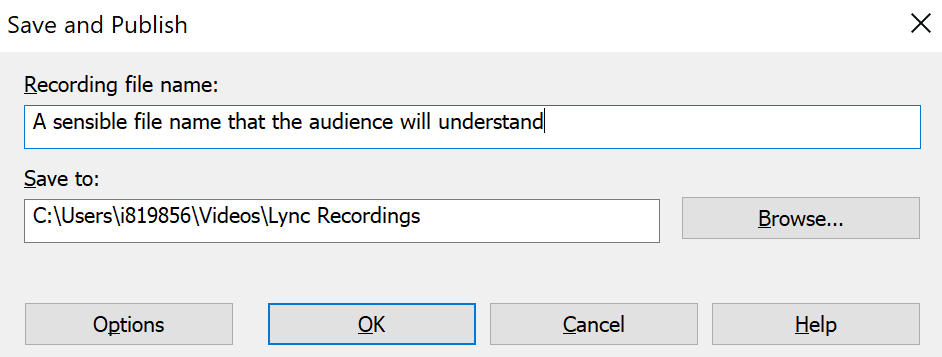 Save and Publish
Recording file name:
A sensible file name that the audience will understand
Save to:
C:\Users\i819856\Videos\Lync Recordings
Browse...
Options
OK
Cancel
Help